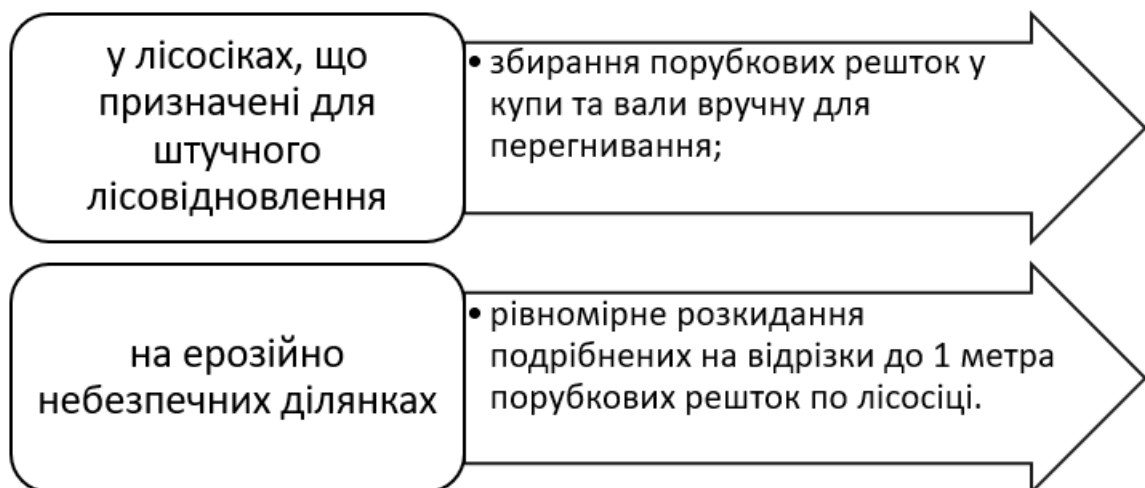 у лісосіках, що
призначені для
штучного
лісовідновлення
• збирання порубкових решток у
купи та вали вручну для
перегнивання;
на ерозійно
небезпечних ділянках
• рівномірне розкидання
подрібнених на відрізки до 1 метра
порубкових решток по лісосіці.